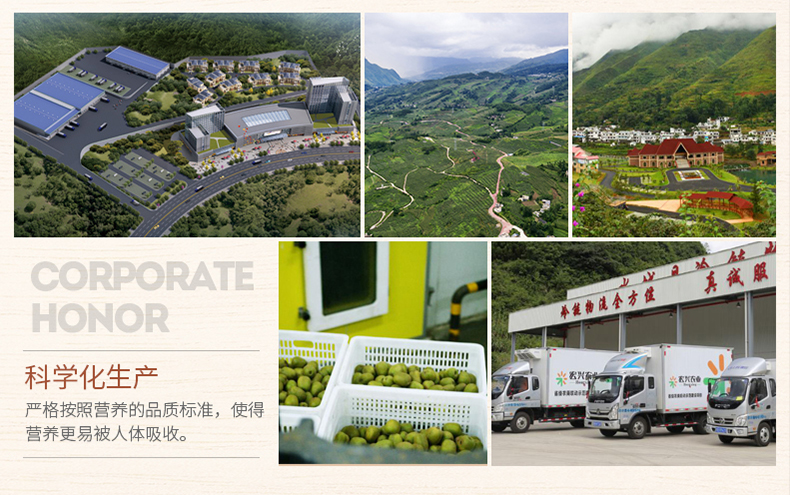 CORPORATE
HONOR
科学化生产
严格按照营养的品质标准，使得
营养更易被人体吸收。
真诚服
冷链物流全方位
农业